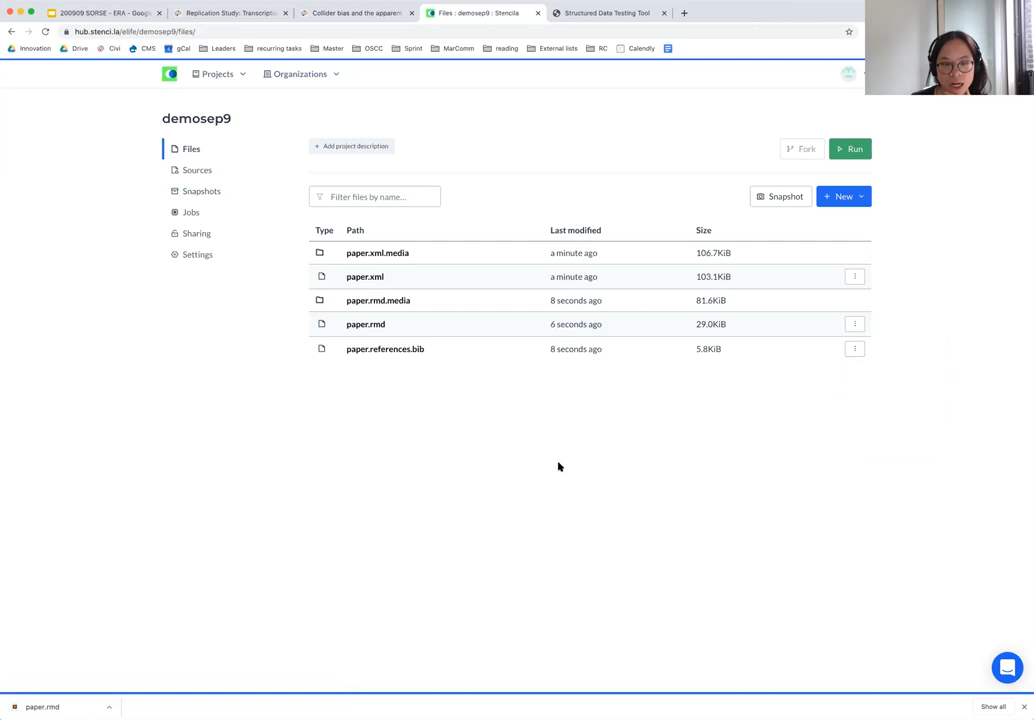 200909 SORSE - ERA - Googl
Replication Study: Transcriptio
Collider bias and the apparent
Files : demosep9 : Stencila
Structured Data Testing Tool
hub.stenci.la/elife/demosep9/files/
Innovation
Drive
Civi
CMS
gCal
Leaders
recurring tasks
Master
OSCC
Sprint
MarComm
reading
External lists
RC
Calendly
Projects
Organizations
demosep9
Files
Sources
Snapshots
Jobs
Sharing
Settings
+ Add project description
Fork
Run
Filter files by name...
Snapshot
+ New
Type Path Last modified Size
paper.xml.media a minute ago 106.7KiB
paper.xml a minute ago 103.1KiB
paper.rmd.media 8 seconds ago 81.6KiB
paper.rmd 6 seconds ago 29.0KiB
paper.references.bib 8 seconds ago 5.8KiB
paper.rmd
Show all